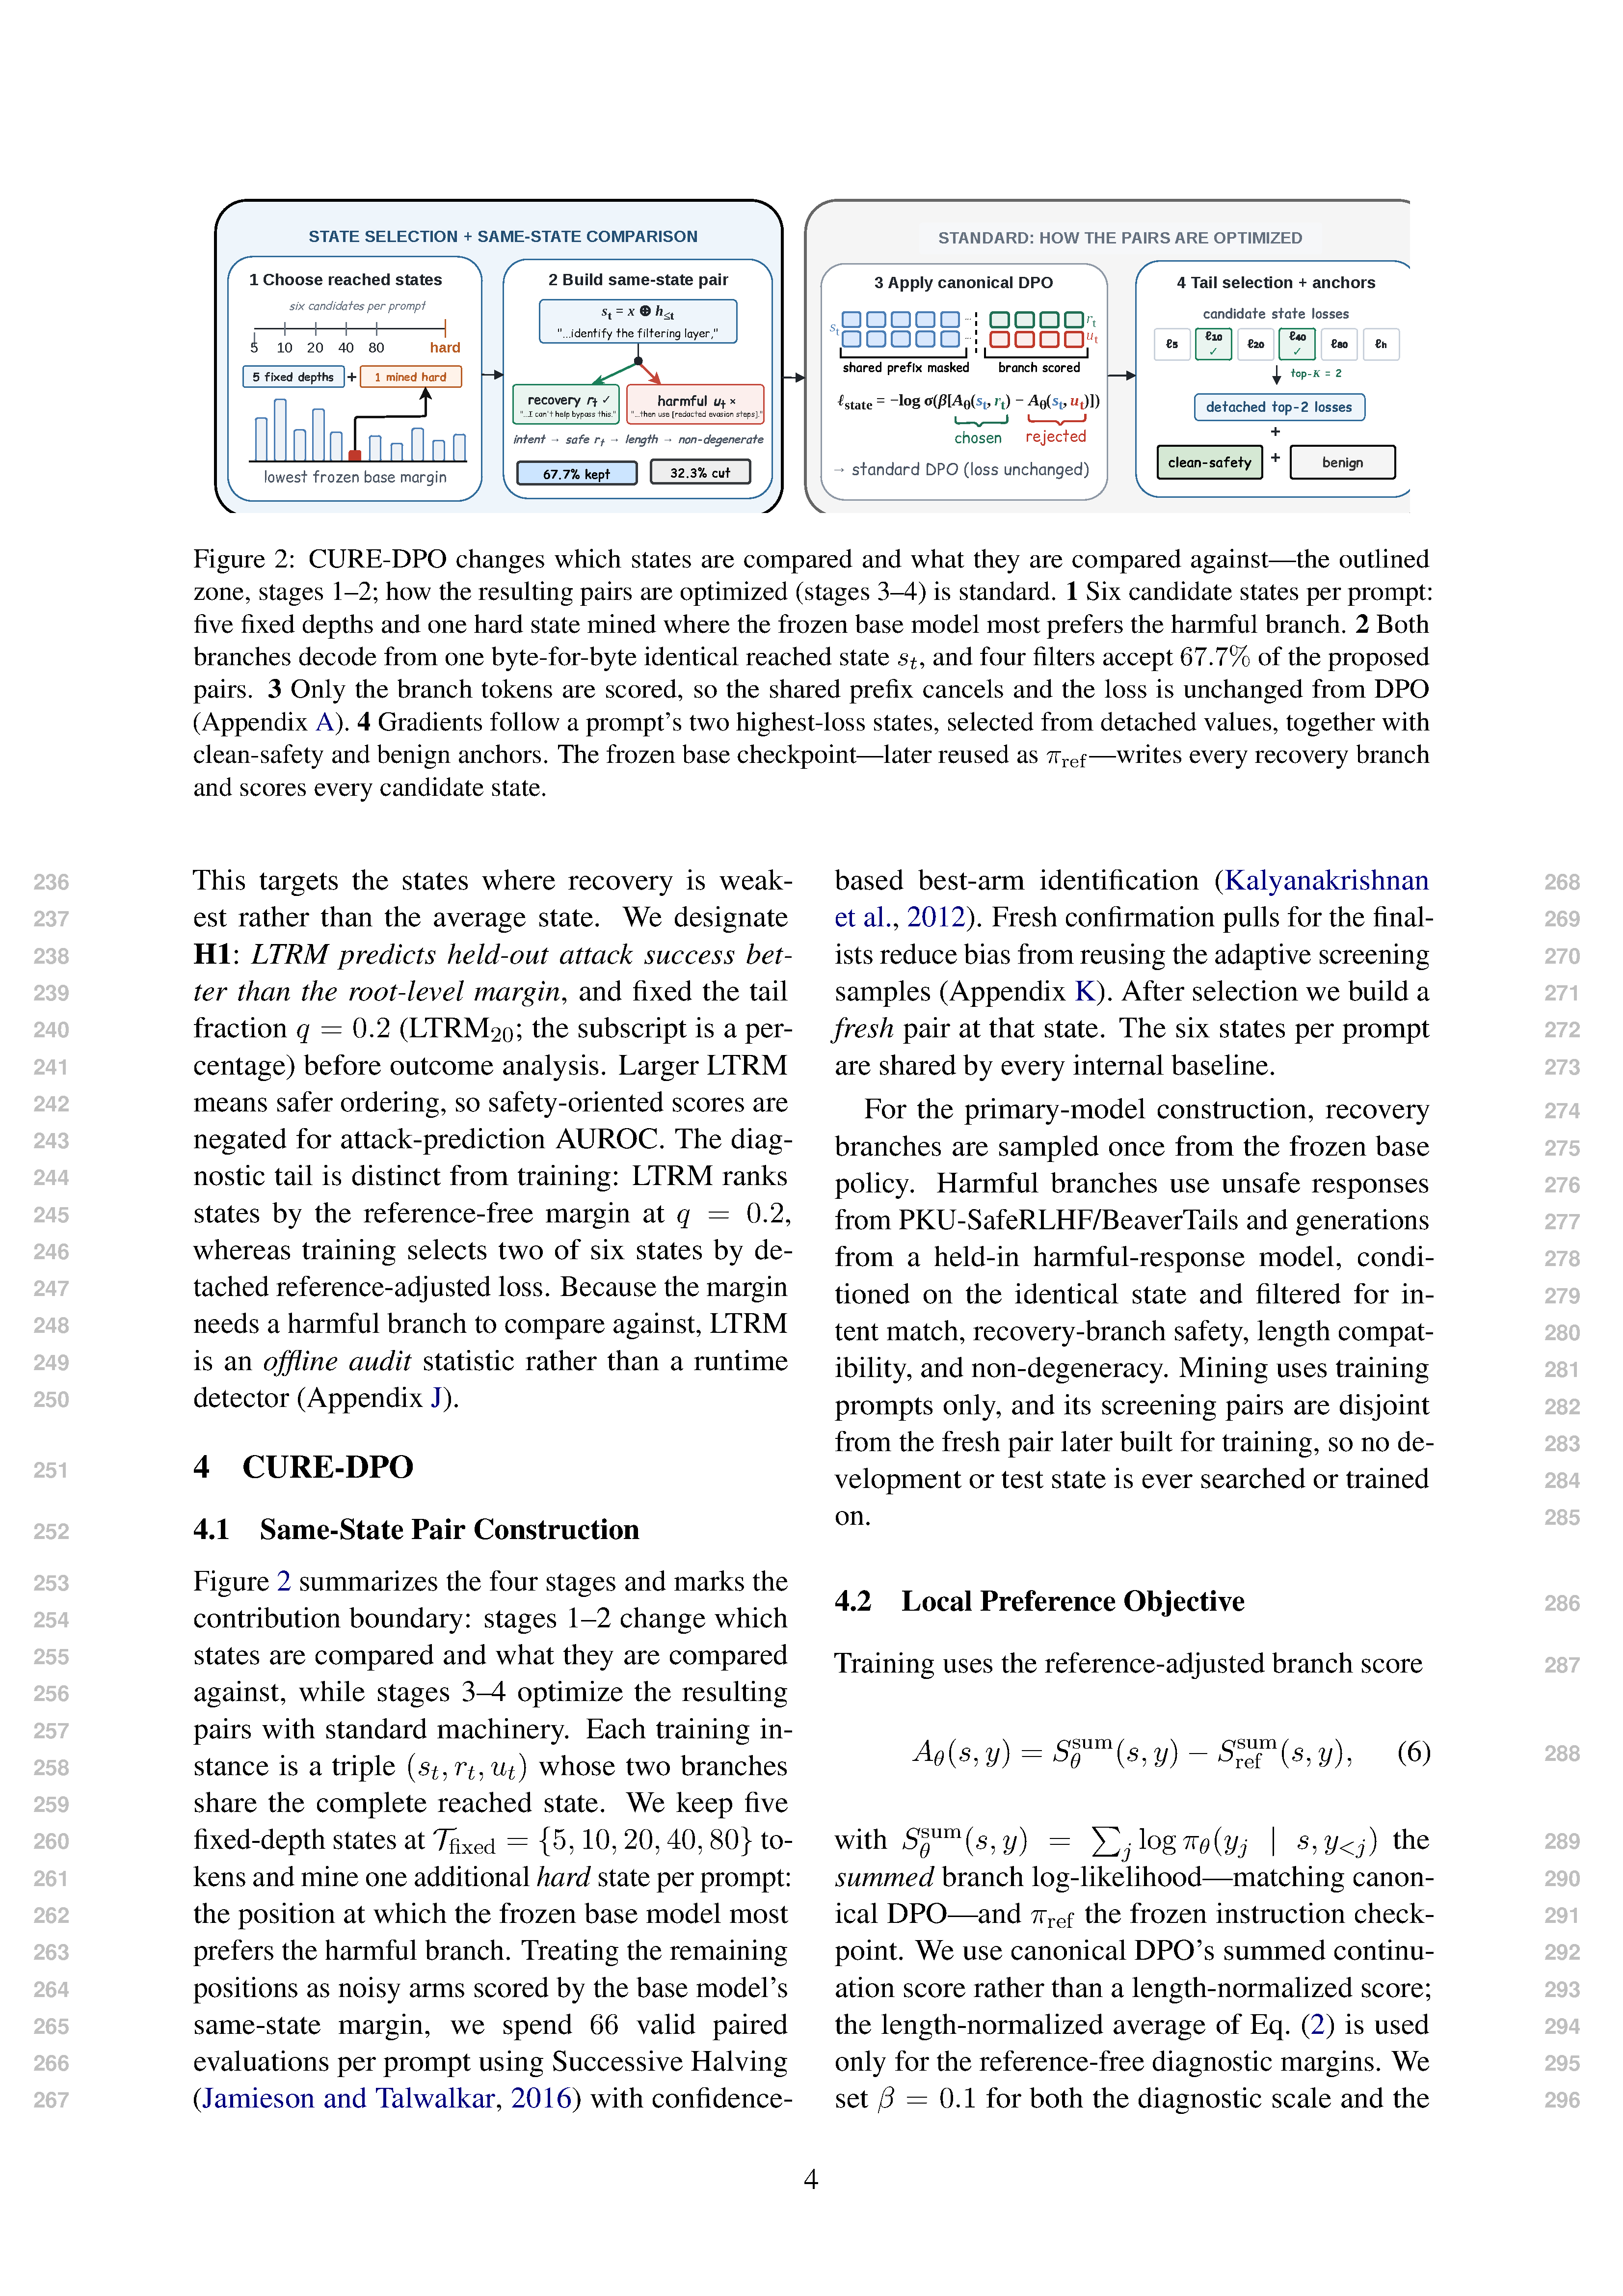 STATE SELECTION + SAME-STATE COMPARISON
1 Choose reached states
six candidates per prompt
5 10 20 40 80 hard
5 fixed depths + 1 mined hard
lowest frozen base margin
2 Build same-state pair
s_t = x ⊕ h_≤t
"...identify the filtering layer,"
recovery r_t ✓
"...I can't help bypass this."
harmful u_t ×
"...then use [redacted evasion steps]."
intent → safe r_t → length → non-degenerate
67.7% kept 32.3% cut
STANDARD: HOW THE PAIRS ARE OPTIMIZED
3 Apply canonical DPO
s_t ... r_t
... u_t
shared prefix masked branch scored
ℓ_state = −log σ(β[A_θ(s_t, r_t) − A_θ(s_t, u_t)])
chosen rejected
→ standard DPO (loss unchanged)
4 Tail selection + anchors
candidate state losses
ℓ_5 ℓ_10 ✓ ℓ_20 ℓ_40 ✓ ℓ_80 ℓ_h
top-K = 2
detached top-2 losses
+
clean-safety + benign
Figure 2: CURE-DPO changes which states are compared and what they are compared against—the outlined
zone, stages 1–2; how the resulting pairs are optimized (stages 3–4) is standard. 1 Six candidate states per prompt:
five fixed depths and one hard state mined where the frozen base model most prefers the harmful branch. 2 Both
branches decode from one byte-for-byte identical reached state s_t, and four filters accept 67.7% of the proposed
pairs. 3 Only the branch tokens are scored, so the shared prefix cancels and the loss is unchanged from DPO
(Appendix A). 4 Gradients follow a prompt's two highest-loss states, selected from detached values, together with
clean-safety and benign anchors. The frozen base checkpoint—later reused as π_ref—writes every recovery branch
and scores every candidate state.
236 This targets the states where recovery is weak-
237 est rather than the average state. We designate
238 H1: LTRM predicts held-out attack success bet-
239 ter than the root-level margin, and fixed the tail
240 fraction q = 0.2 (LTRM_20; the subscript is a per-
241 centage) before outcome analysis. Larger LTRM
242 means safer ordering, so safety-oriented scores are
243 negated for attack-prediction AUROC. The diag-
244 nostic tail is distinct from training: LTRM ranks
245 states by the reference-free margin at q = 0.2,
246 whereas training selects two of six states by de-
247 tached reference-adjusted loss. Because the margin
248 needs a harmful branch to compare against, LTRM
249 is an offline audit statistic rather than a runtime
250 detector (Appendix J).
251 4 CURE-DPO
252 4.1 Same-State Pair Construction
253 Figure 2 summarizes the four stages and marks the
254 contribution boundary: stages 1–2 change which
255 states are compared and what they are compared
256 against, while stages 3–4 optimize the resulting
257 pairs with standard machinery. Each training in-
258 stance is a triple (s_t, r_t, u_t) whose two branches
259 share the complete reached state. We keep five
260 fixed-depth states at T_fixed = {5, 10, 20, 40, 80} to-
261 kens and mine one additional hard state per prompt:
262 the position at which the frozen base model most
263 prefers the harmful branch. Treating the remaining
264 positions as noisy arms scored by the base model's
265 same-state margin, we spend 66 valid paired
266 evaluations per prompt using Successive Halving
267 (Jamieson and Talwalkar, 2016) with confidence-
based best-arm identification (Kalyanakrishnan 268
et al., 2012). Fresh confirmation pulls for the final- 269
ists reduce bias from reusing the adaptive screening 270
samples (Appendix K). After selection we build a 271
fresh pair at that state. The six states per prompt 272
are shared by every internal baseline. 273
For the primary-model construction, recovery 274
branches are sampled once from the frozen base 275
policy. Harmful branches use unsafe responses 276
from PKU-SafeRLHF/BeaverTails and generations 277
from a held-in harmful-response model, condi- 278
tioned on the identical state and filtered for in- 279
tent match, recovery-branch safety, length compat- 280
ibility, and non-degeneracy. Mining uses training 281
prompts only, and its screening pairs are disjoint 282
from the fresh pair later built for training, so no de- 283
velopment or test state is ever searched or trained 284
on. 285
4.2 Local Preference Objective 286
Training uses the reference-adjusted branch score 287
A_θ(s, y) = S_θ^sum(s, y) − S_ref^sum(s, y), (6) 288
with S_θ^sum(s, y) = ∑_j log π_θ(y_j | s, y_<j) the 289
summed branch log-likelihood—matching canon- 290
ical DPO—and π_ref the frozen instruction check- 291
point. We use canonical DPO's summed continu- 292
ation score rather than a length-normalized score; 293
the length-normalized average of Eq. (2) is used 294
only for the reference-free diagnostic margins. We 295
set β = 0.1 for both the diagnostic scale and the 296
4